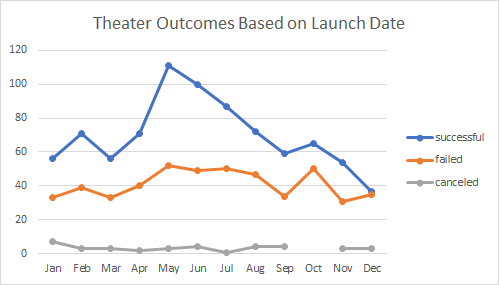 Theater Outcomes Based on Launch Date
120
100
80
60
40
20
0
Jan Feb Mar Apr May Jun Jul Aug Sep Oct Nov Dec
successful
failed
canceled